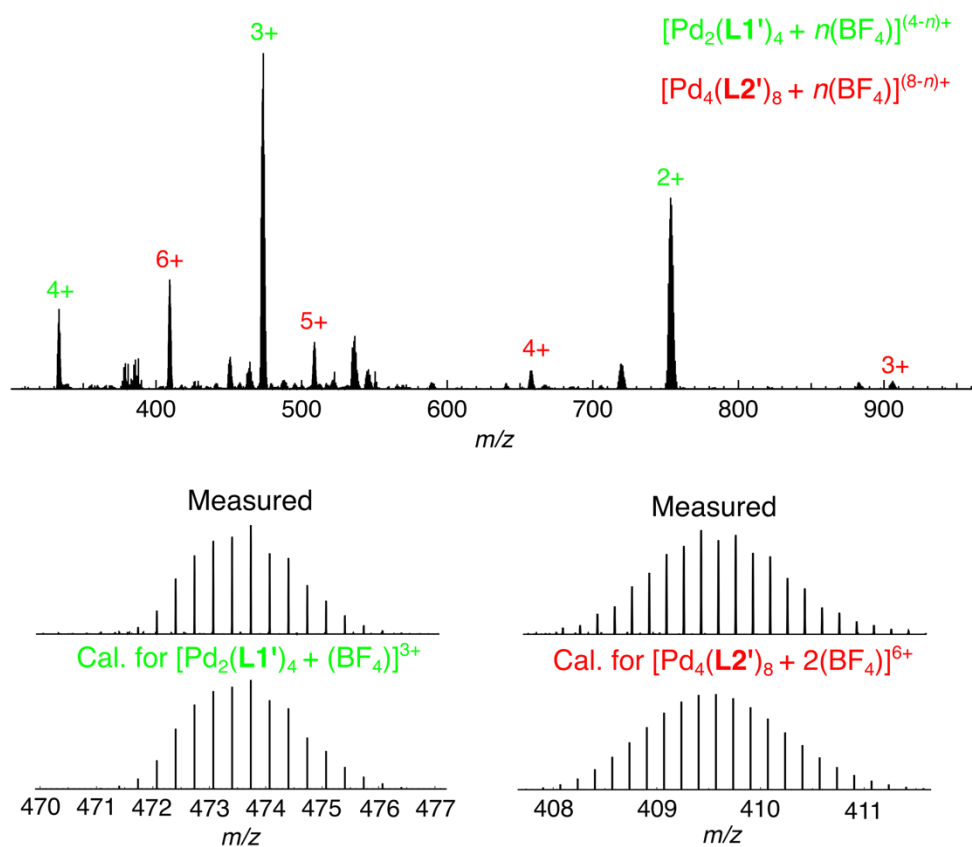 3+
[Pd₂(L1')₄ + n(BF₄)]⁽⁴⁻ⁿ⁾⁺
[Pd₄(L2')₈ + n(BF₄)]⁽⁸⁻ⁿ⁾⁺
2+
6+
4+
5+
4+
3+
400 500 600 700 800 900
m/z
Measured
Measured
Cal. for [Pd₂(L1')₄ + (BF₄)]³⁺
Cal. for [Pd₄(L2')₈ + 2(BF₄)]⁶⁺
470 471 472 473 474 475 476 477
408 409 410 411
m/z
m/z